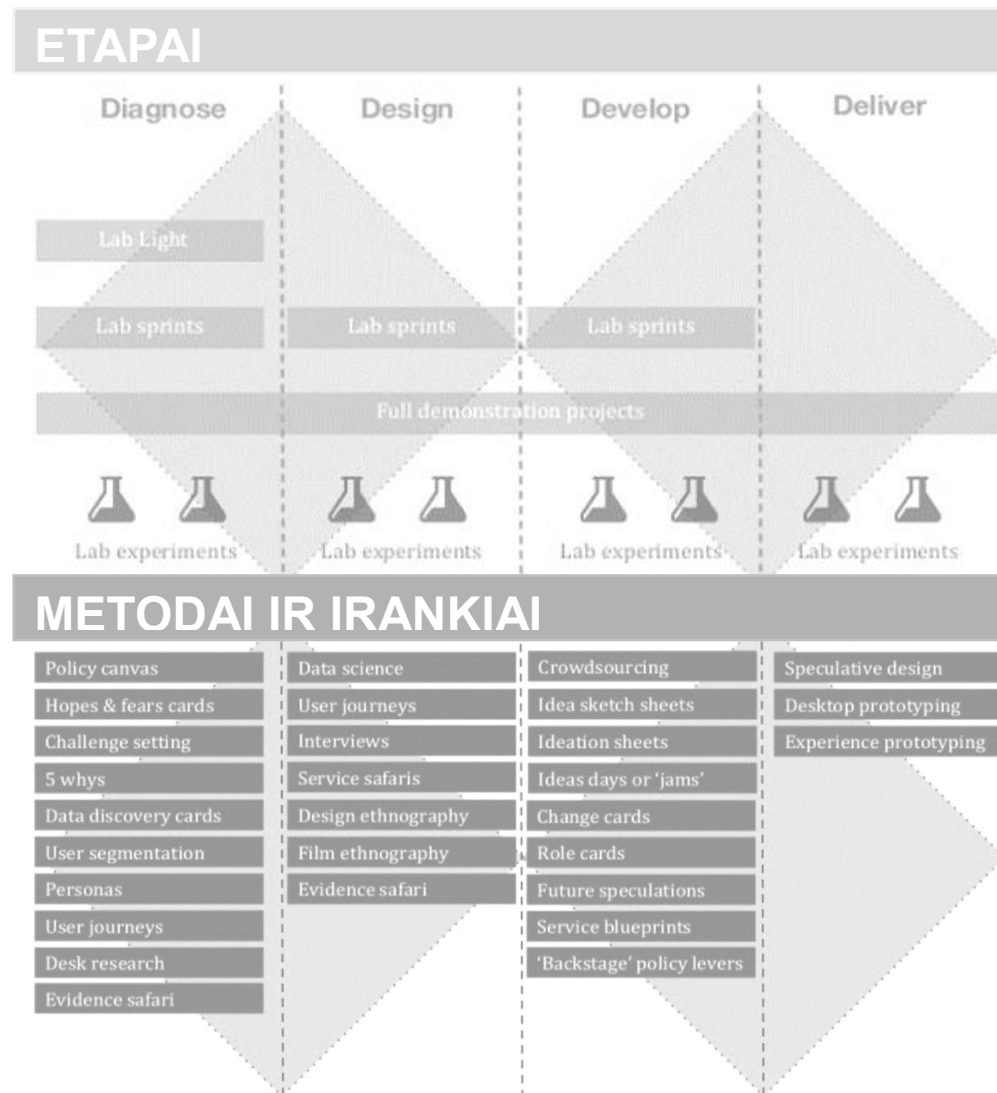 ETAPAI
Diagnose
Design
Develop
Deliver
Lab Light
Lab sprints
Lab sprints
Lab sprints
Full demonstration projects
Lab experiments
Lab experiments
Lab experiments
Lab experiments
METODAI IR IRANKIAI
Policy canvas
Hopes & fears cards
Challenge setting
5 whys
Data discovery cards
User segmentation
Personas
User journeys
Desk research
Evidence safari
Data science
User journeys
Interviews
Service safaris
Design ethnography
Film ethnography
Evidence safari
Crowdsourcing
Idea sketch sheets
Ideation sheets
Ideas days or ‘jams’
Change cards
Role cards
Future speculations
Service blueprints
‘Backstage’ policy levers
Speculative design
Desktop prototyping
Experience prototyping